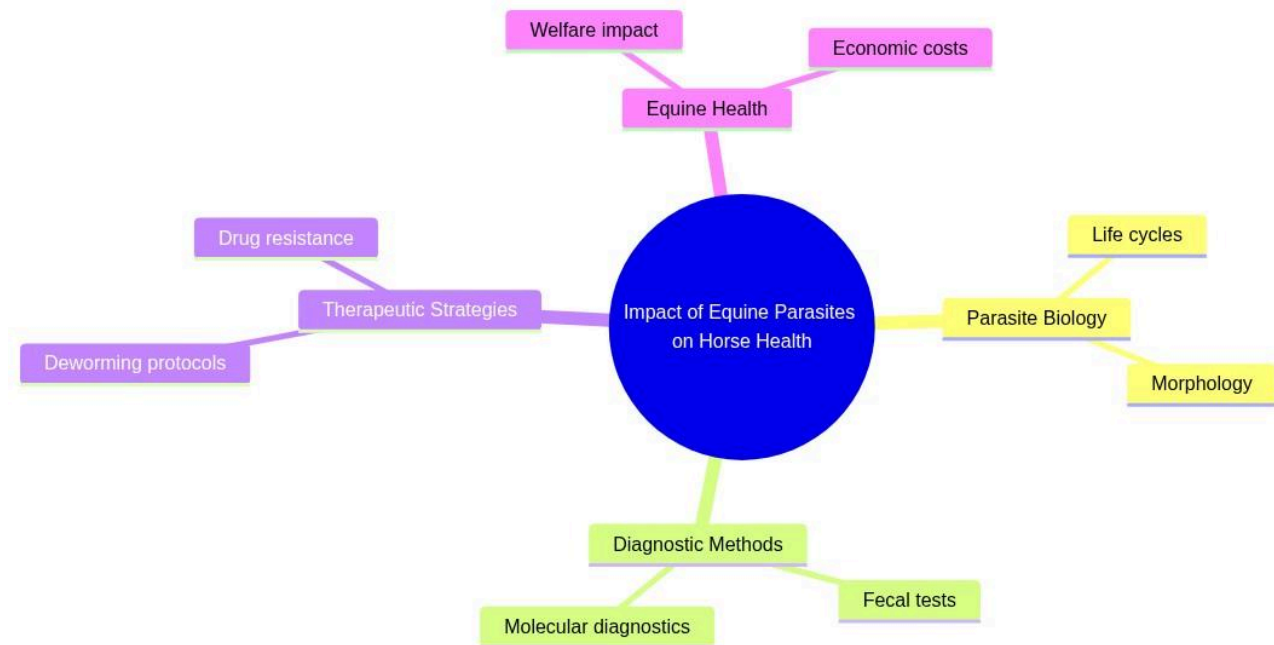 Welfare impact
Economic costs
Equine Health
Drug resistance
Therapeutic Strategies
Deworming protocols
Impact of Equine Parasites
on Horse Health
Life cycles
Parasite Biology
Morphology
Diagnostic Methods
Fecal tests
Molecular diagnostics